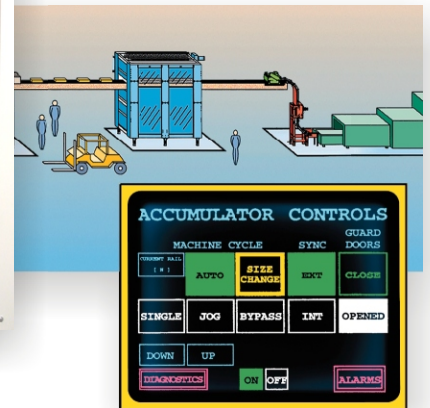 ACCUMULATOR CONTROLS
MACHINE CYCLE SYNC GUARD DOORS
CURRENT RAIL
[ N ]
AUTO SIZE CHANGE EXT CLOSE
SINGLE JOG BYPASS INT OPENED
DOWN UP
DIAGNOSTICS ON OFF ALARMS